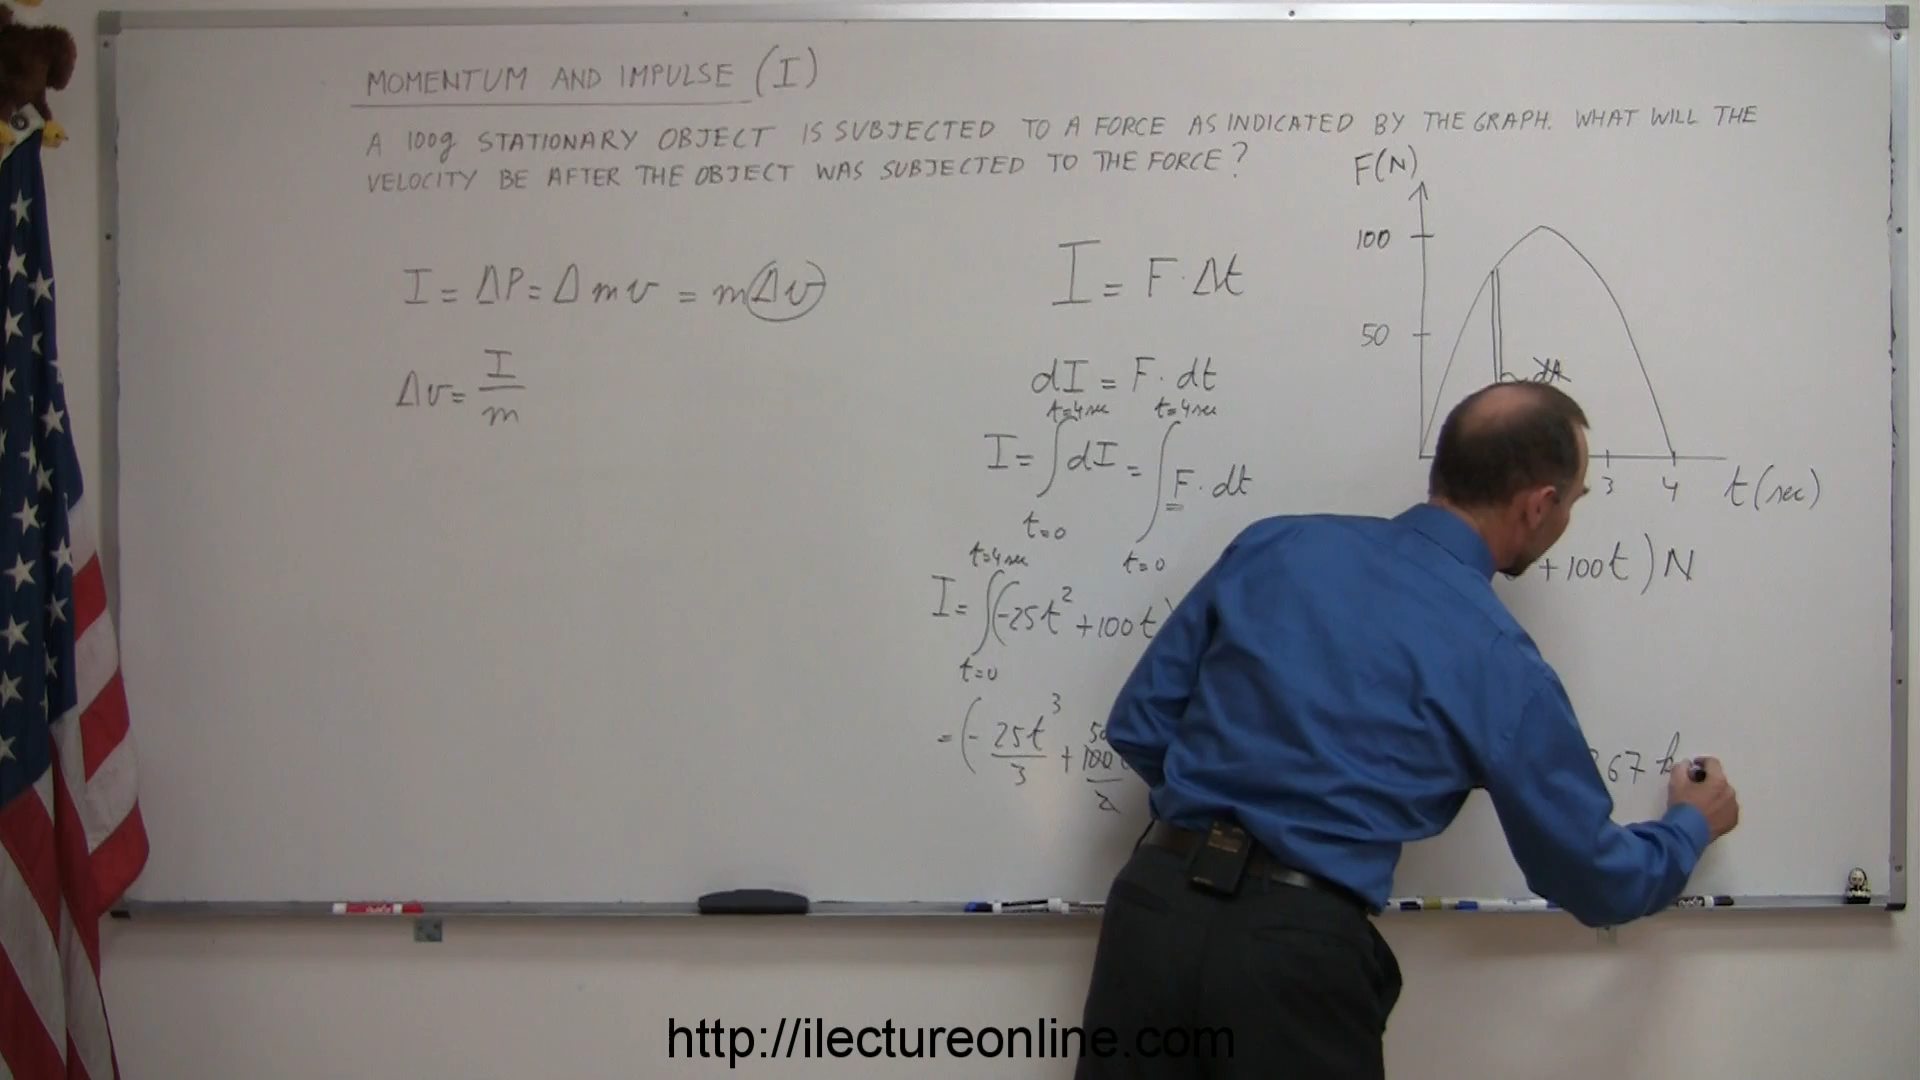 MOMENTUM AND IMPULSE (I)
A 100g STATIONARY OBJECT IS SUBJECTED TO A FORCE AS INDICATED BY THE GRAPH. WHAT WILL THE
VELOCITY BE AFTER THE OBJECT WAS SUBJECTED TO THE FORCE?
I = ΔP = Δmv = m(Δv)
Δv = I/m
I = F·Δt
dI = F·dt
t=4sec t=4sec
I = ∫dI = ∫F·dt
t=0 t=0
t=4sec
I = ∫(-25t² +100t)
t=0
= (-25t³/3 + 100
50
2
F(N)
100
50
dA
3 4 t(sec)
+100t)N
67 k
http://ilectureonline.com